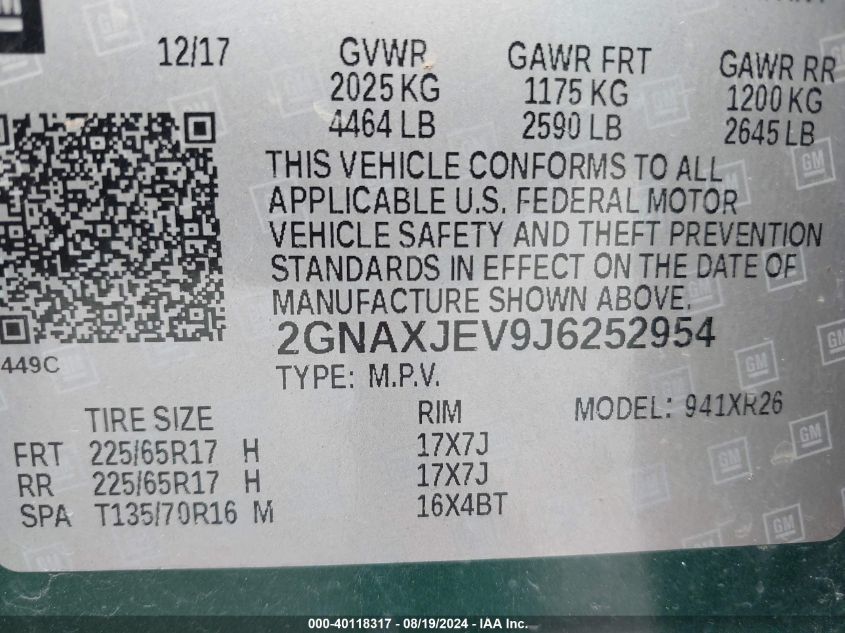 GM
12/17 GVWR GAWR FRT GAWR RR
2025 KG 1175 KG 1200 KG
4464 LB 2590 LB 2645 LB
THIS VEHICLE CONFORMS TO ALL
APPLICABLE U.S. FEDERAL MOTOR
VEHICLE SAFETY AND THEFT PREVENTION
STANDARDS IN EFFECT ON THE DATE OF
MANUFACTURE SHOWN ABOVE.
2GNAXJEV9J6252954
449C
TYPE: M.P.V.
TIRE SIZE RIM MODEL: 941XR26
FRT 225/65R17 H 17X7J
RR 225/65R17 H 17X7J
SPA T135/70R16 M 16X4BT
000-40118317 - 08/19/2024 - IAA Inc.